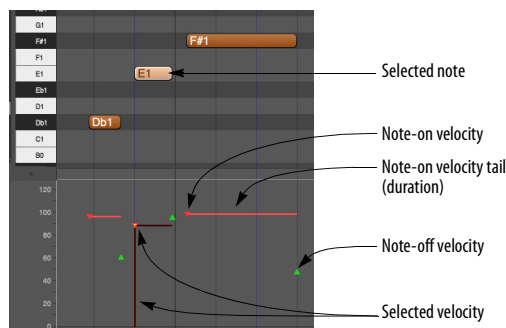 G1
F#1
F#1
F1
E1
E1
Selected note
Eb1
D1
Db1
Db1
C1
Note-on velocity
B0
Note-on velocity tail
(duration)
120
100
80
Note-off velocity
60
40
20
Selected velocity
0